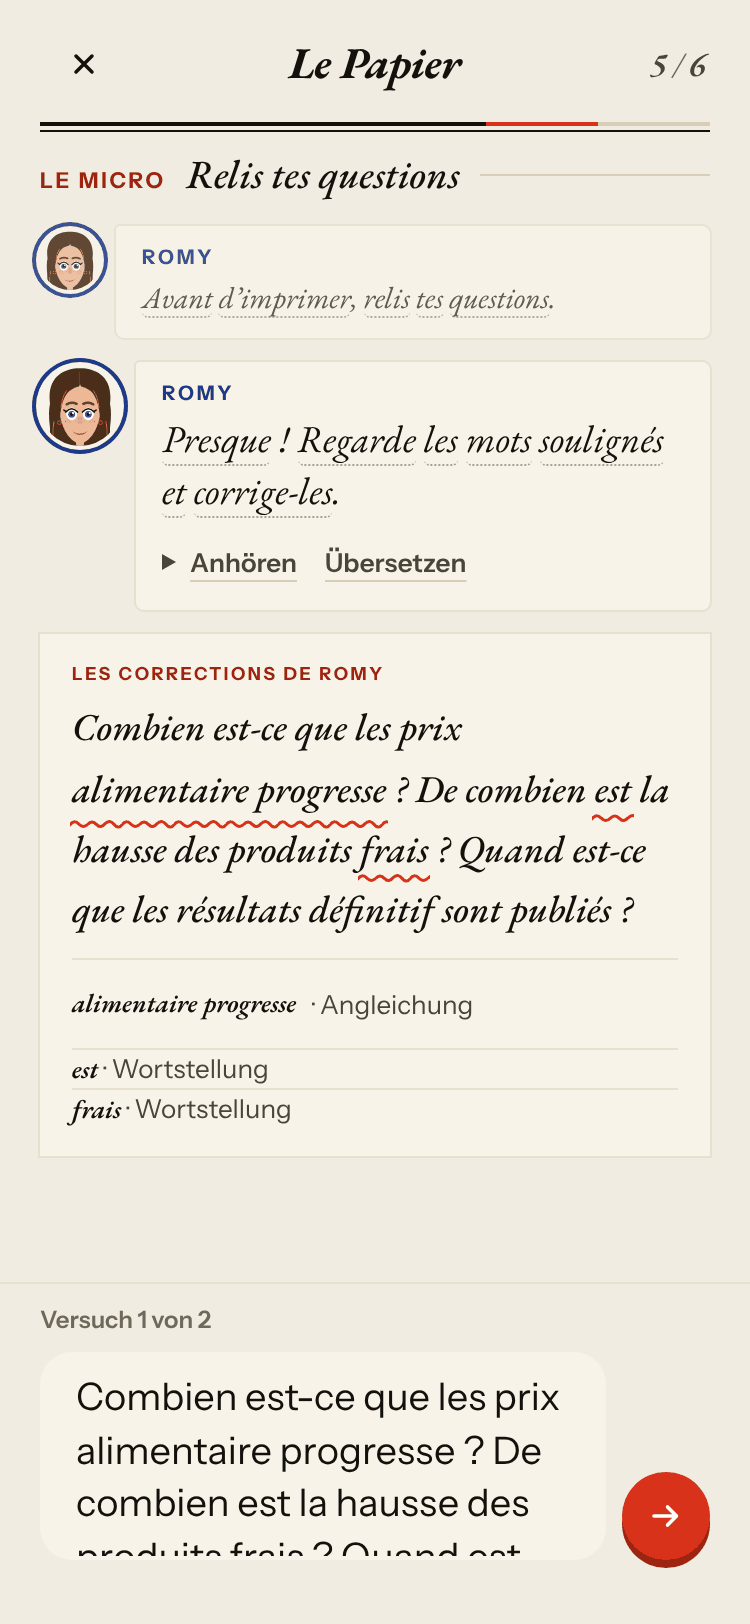 Le Papier
5 / 6
LE MICRO Relis tes questions
ROMY
Avant d’imprimer, relis tes questions.
ROMY
Presque ! Regarde les mots soulignés
et corrige-les.
Anhören Übersetzen
LES CORRECTIONS DE ROMY
Combien est-ce que les prix
alimentaire progresse ? De combien est la
hausse des produits frais ? Quand est-ce
que les résultats définitif sont publiés ?
alimentaire progresse · Angleichung
est · Wortstellung
frais · Wortstellung
Versuch 1 von 2
Combien est-ce que les prix
alimentaire progresse ? De
combien est la hausse des
produits frais ? Quand est